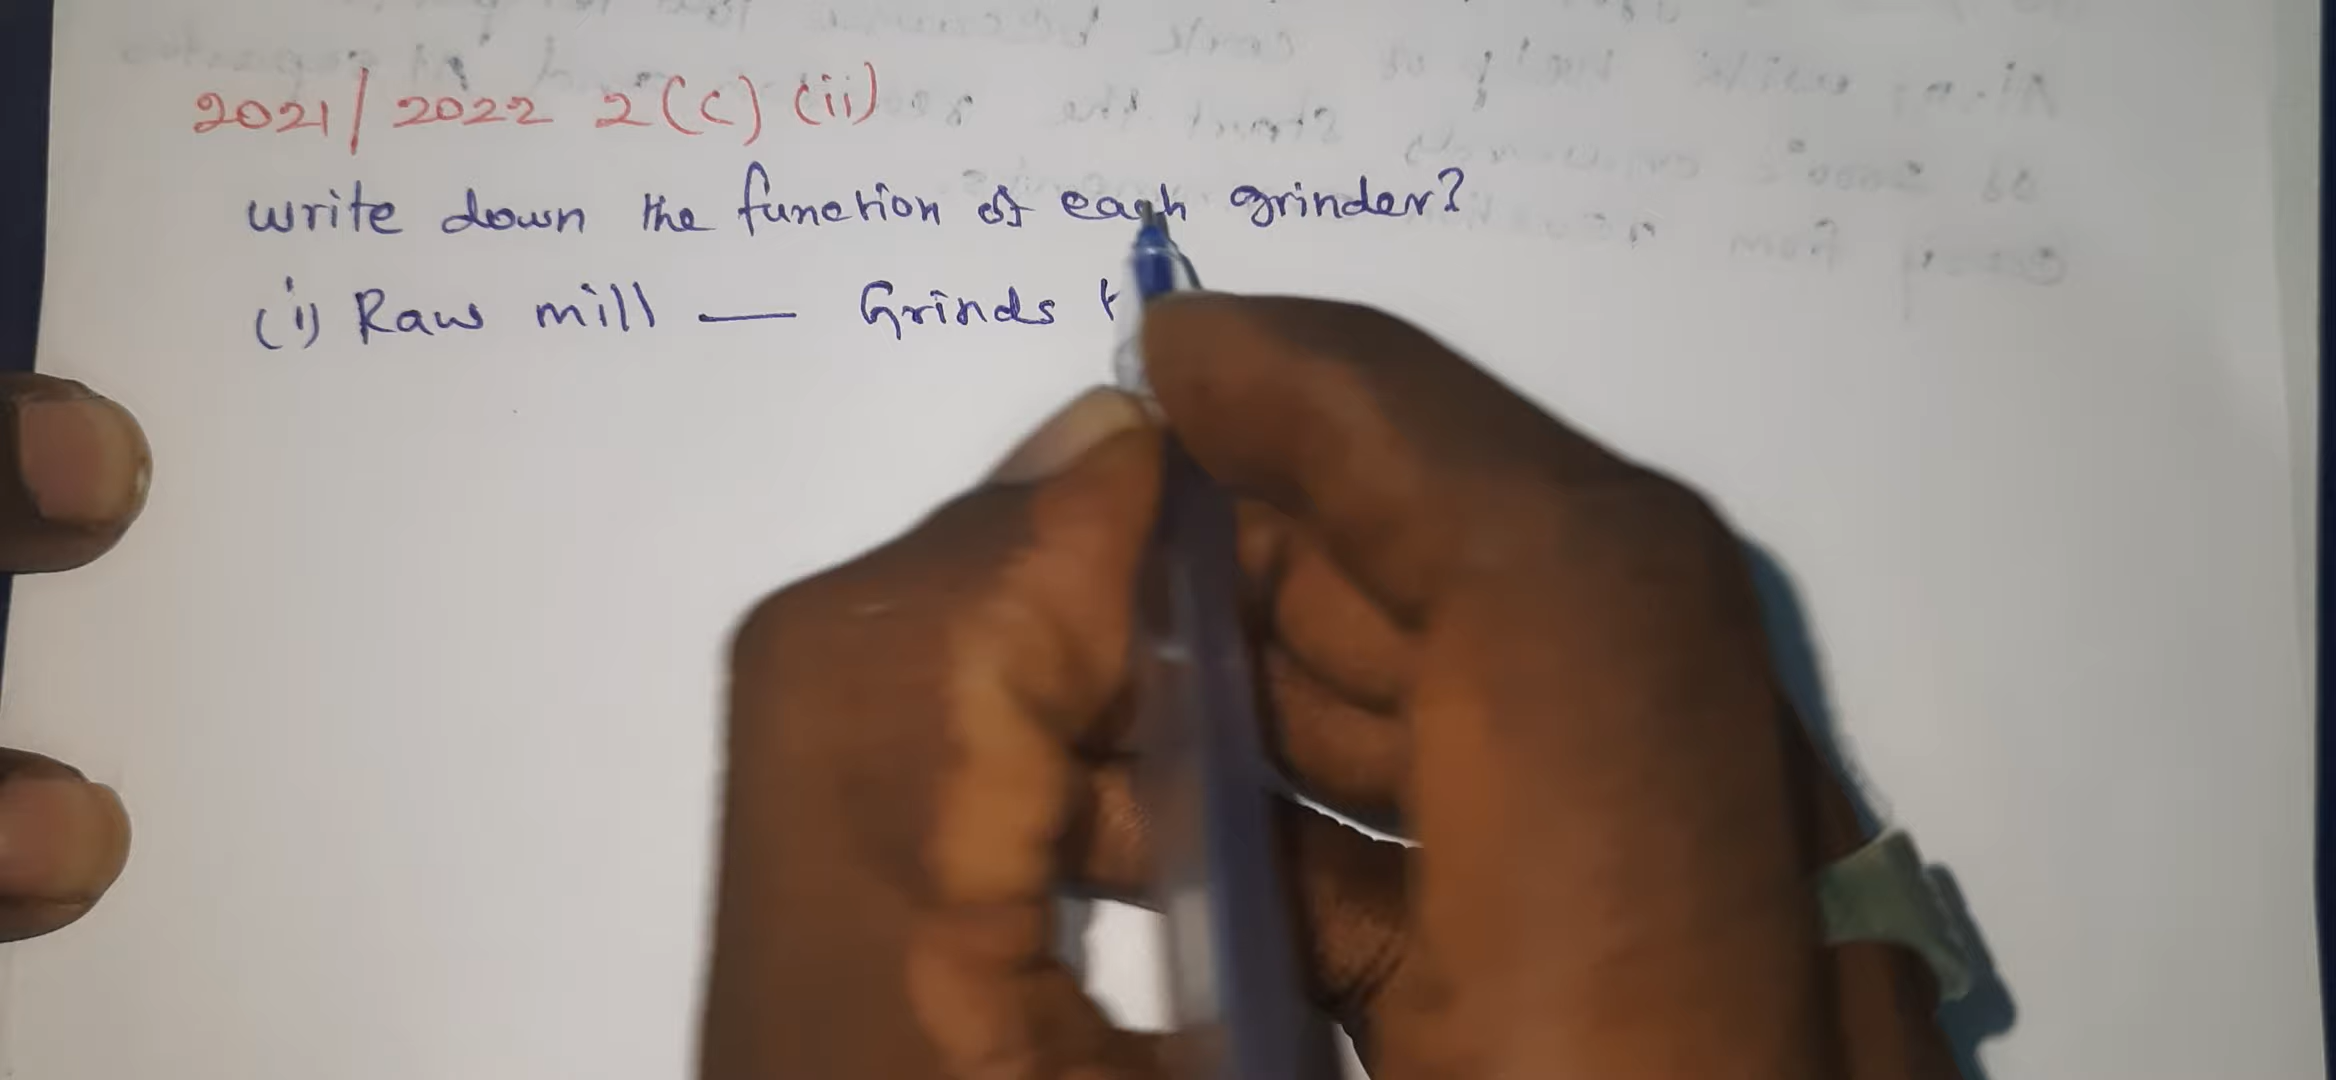 2021/2022 2(c) (ii)
write down the function of each grinder?
(i) Raw mill — Grinds t